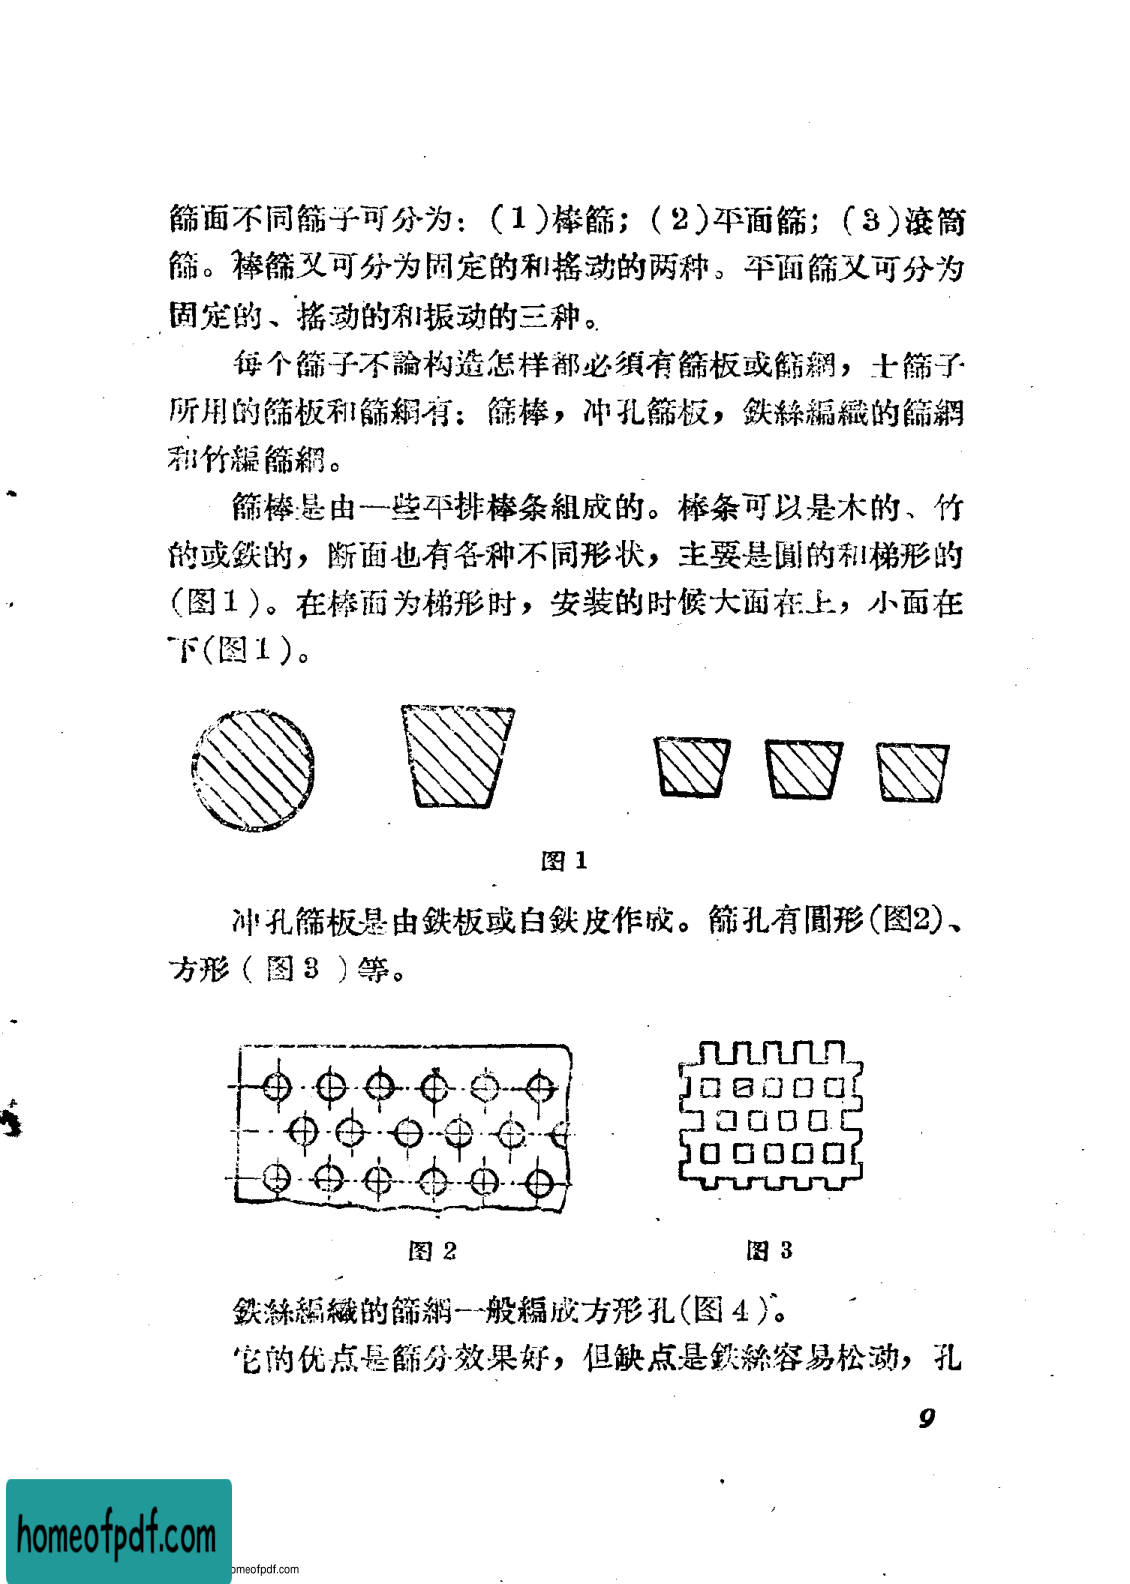 篩面不同篩子可分为：(1)棒篩；(2)平面篩；(3)滾筒
篩。棒篩又可分为固定的和搖动的两种。平面篩又可分为
固定的、搖动的和振动的三种。
每个篩子不論构造怎样都必須有篩板或篩網，土篩子
所用的篩板和篩網有：篩棒，冲孔篩板，鉄絲編織的篩網
和竹編篩網。
篩棒是由一些平排棒条組成的。棒条可以是木的、竹
的或鉄的，断面也有各种不同形状，主要是圓的和梯形的
(图1)。在棒面为梯形时，安装的时候大面在上，小面在
下(图1)。
图1
冲孔篩板是由鉄板或白鉄皮作成。篩孔有圓形(图2)、
方形(图3)等。
图2
图3
鉄絲編織的篩網一般編成方形孔(图4)。
它的优点是篩分效果好，但缺点是鉄絲容易松动，孔
9
homeofpdf.com
omeofpdf.com